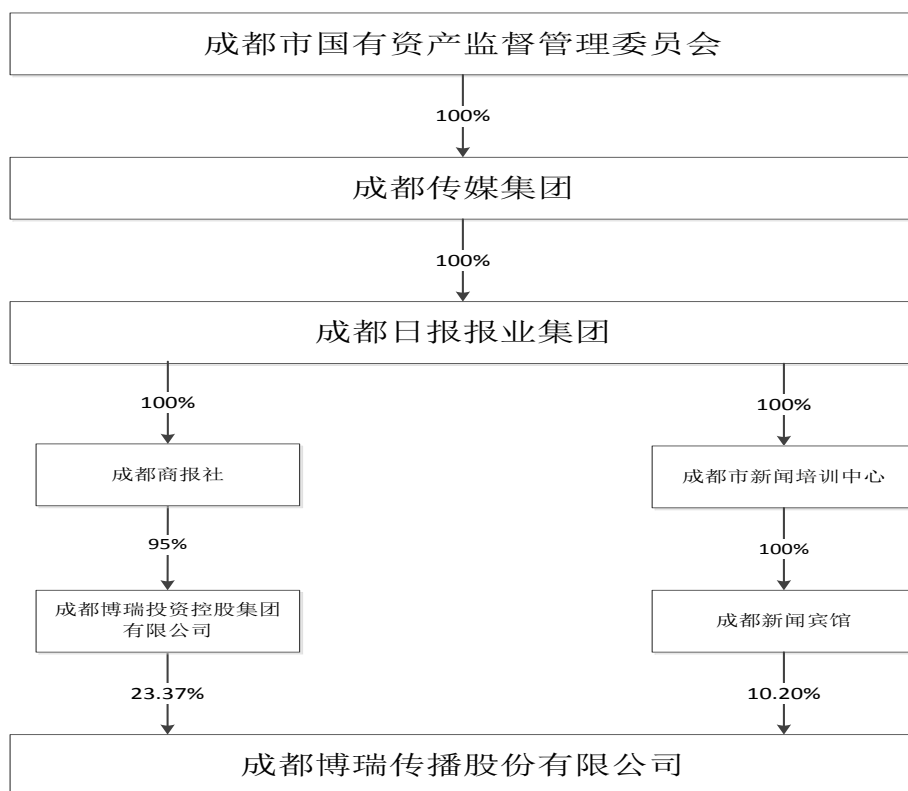 成都市国有资产监督管理委员会
100%
成都传媒集团
100%
成都日报报业集团
100%
100%
成都商报社
成都市新闻培训中心
95%
100%
成都博瑞投资控股集团
有限公司
成都新闻宾馆
23.37%
10.20%
成都博瑞传播股份有限公司